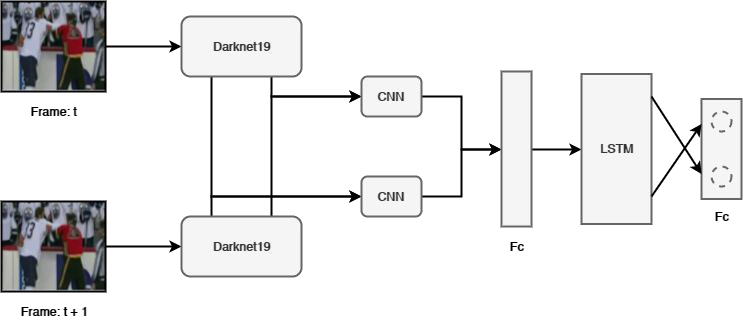 Frame: t
Darknet19
CNN
CNN
Darknet19
Frame: t + 1
Fc
LSTM
Fc